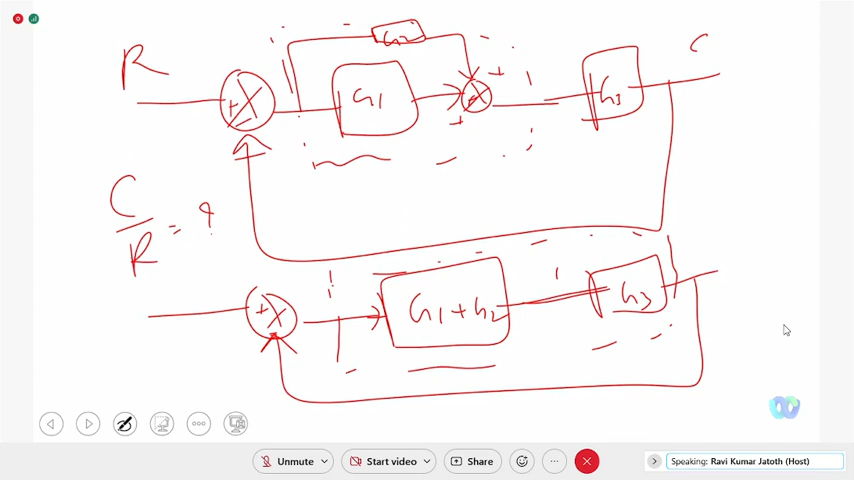 R
G2
C
+
+ X
G1
X
+
G3
C
— = ?
R
+ X
G1 + G2
G3
Unmute
Start video
Share
Speaking: Ravi Kumar Jatoth (Host)